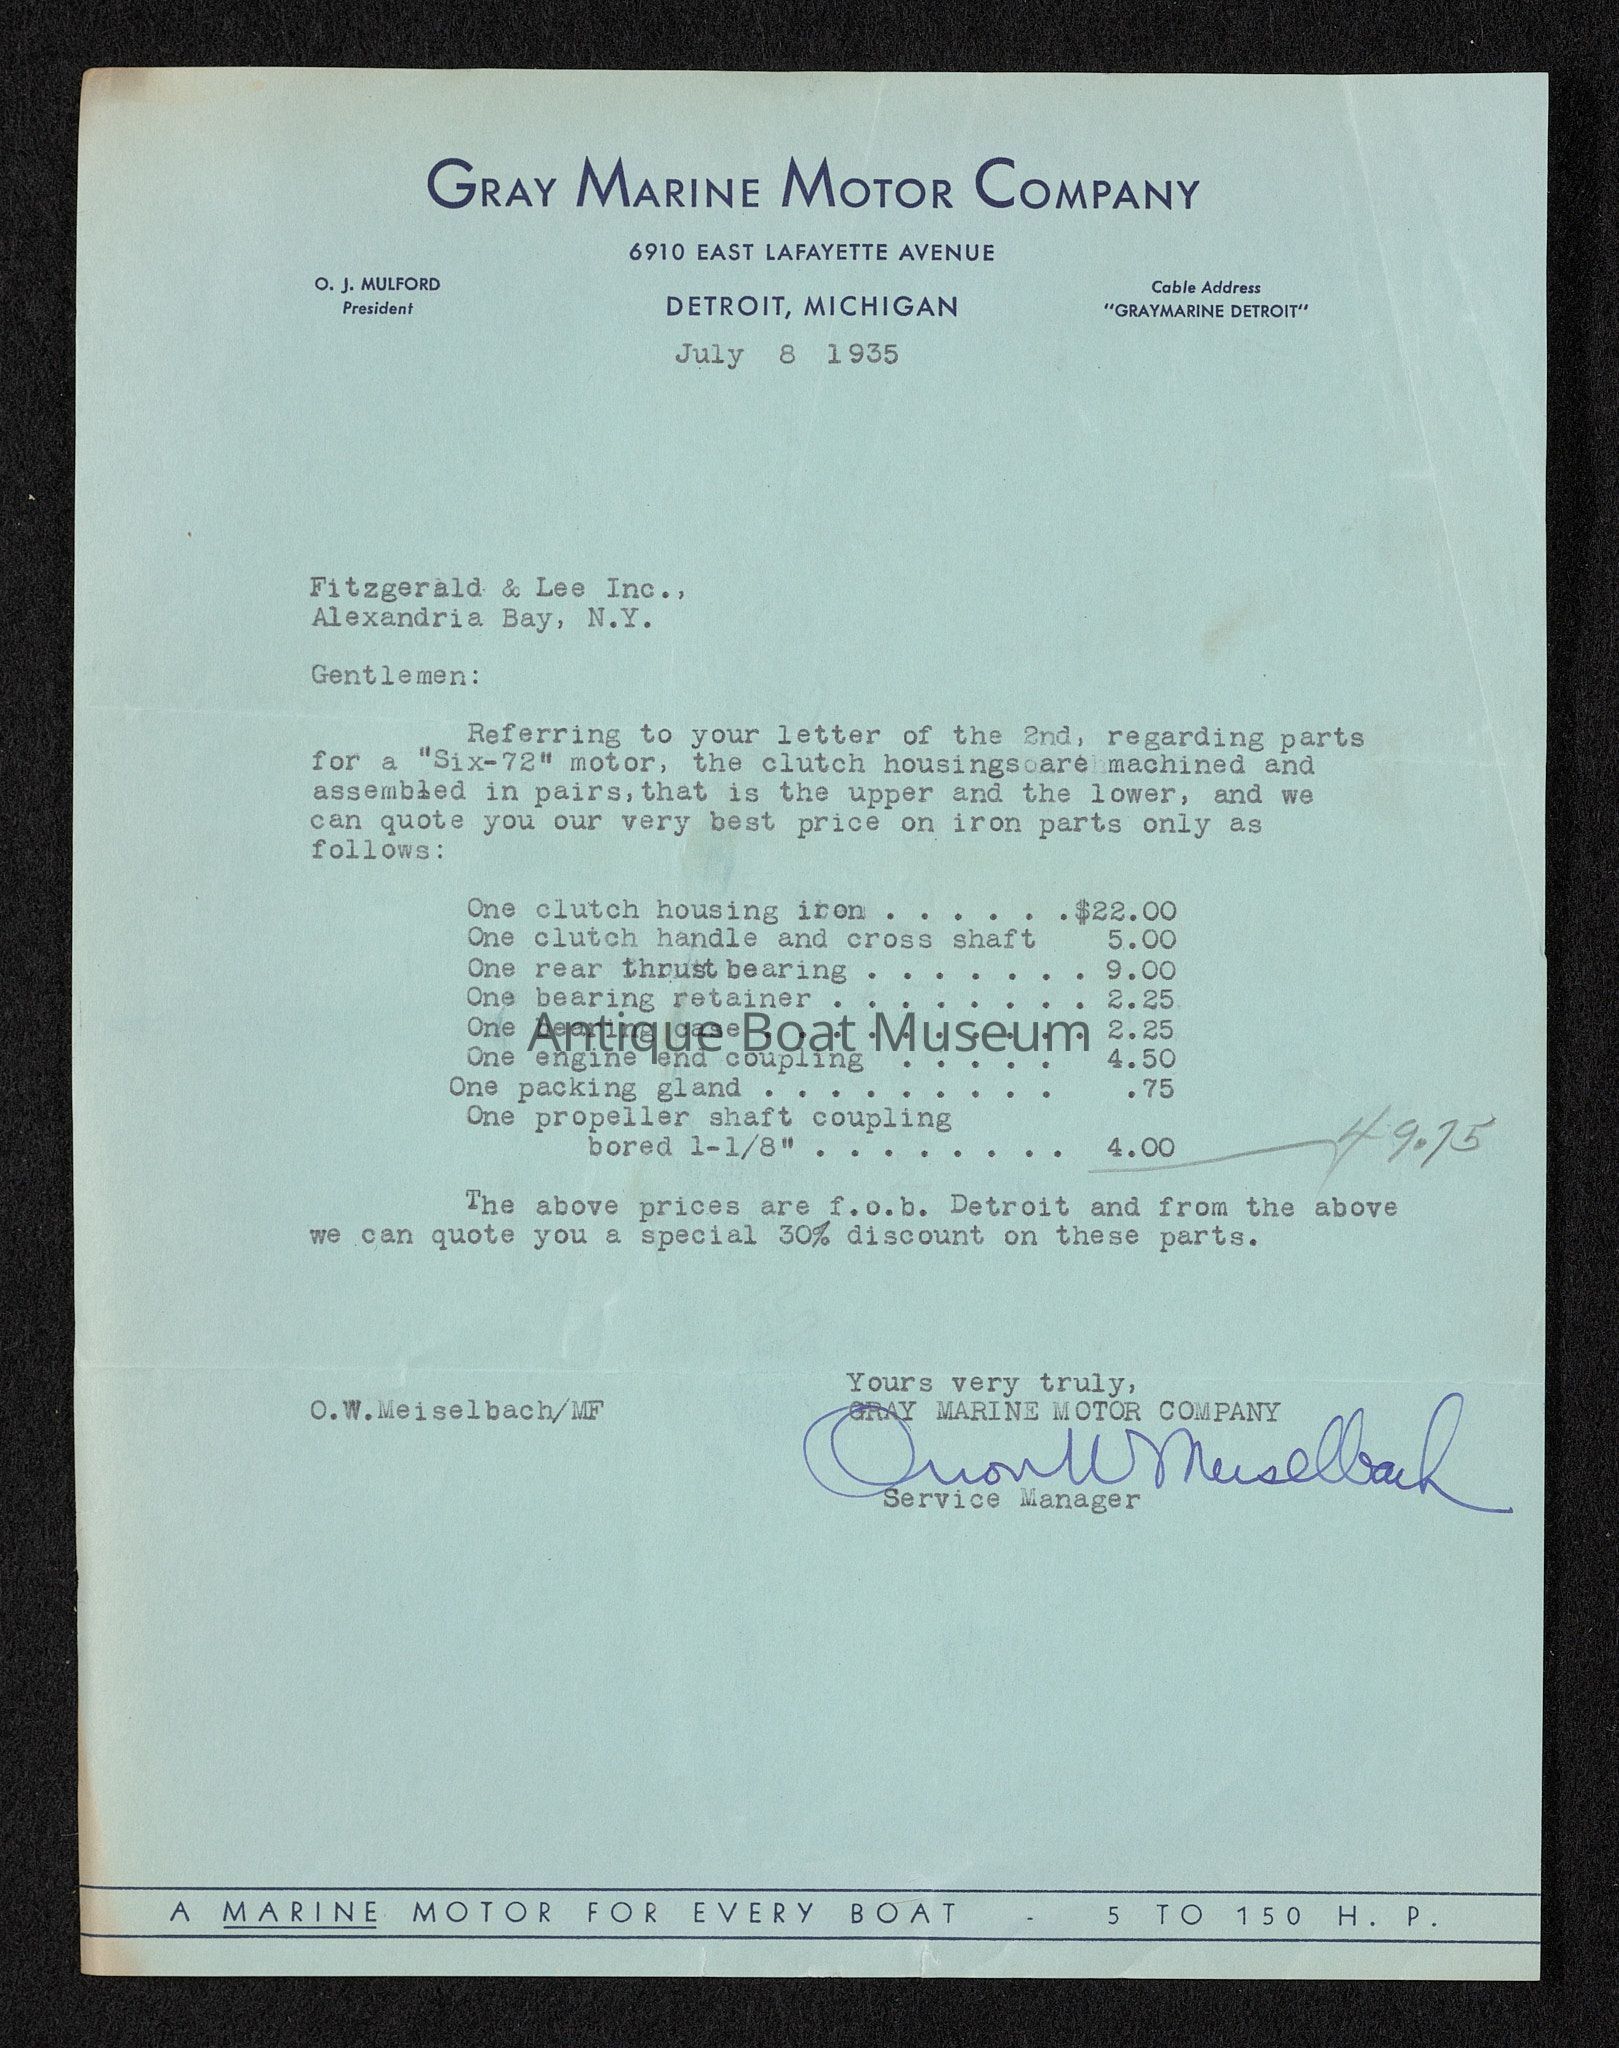 GRAY MARINE MOTOR COMPANY
6910 EAST LAFAYETTE AVENUE
O. J. MULFORD
President
DETROIT, MICHIGAN
Cable Address
"GRAYMARINE DETROIT"
July 8 1935
Fitzgerald & Lee Inc.,
Alexandria Bay, N.Y.
Gentlemen:
Referring to your letter of the 2nd, regarding parts
for a "Six-72" motor, the clutch housings are machined and
assembled in pairs,that is the upper and the lower, and we
can quote you our very best price on iron parts only as
follows:
One clutch housing iron . . . . . .$22.00
One clutch handle and cross shaft 5.00
One rear thrust bearing . . . . . . . 9.00
One bearing retainer . . . . . . . . 2.25
One bearing case . . . . . . . . . 2.25
One engine end coupling . . . . . 4.50
One packing gland . . . . . . . . . .75
One propeller shaft coupling
bored 1-1/8" . . . . . . . . 4.00 49.75
The above prices are f.o.b. Detroit and from the above
we can quote you a special 30% discount on these parts.
Yours very truly,
O.W.Meiselbach/MF
GRAY MARINE MOTOR COMPANY
Orion W Meiselbach
Service Manager
A MARINE MOTOR FOR EVERY BOAT - 5 TO 150 H. P.
Antique Boat Museum